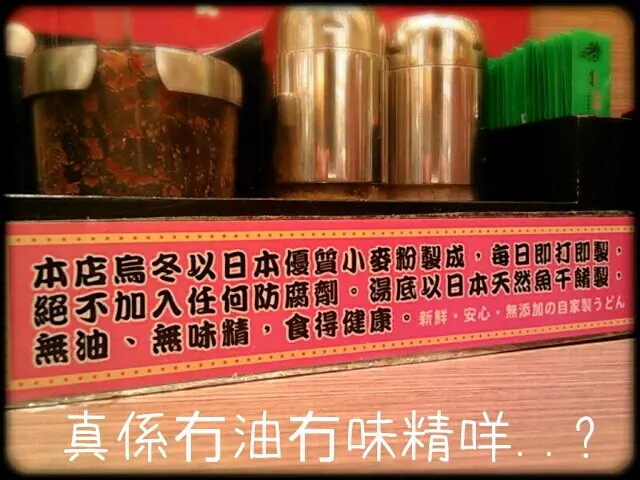 本店烏冬以日本優質小麥粉製成，每日即打即製，
絕不加入任何防腐劑。湯底以日本天然魚干餚製，
無油、無味精，食得健康。新鮮・安心・無添加の自家製うどん
真係冇油冇味精咩..?